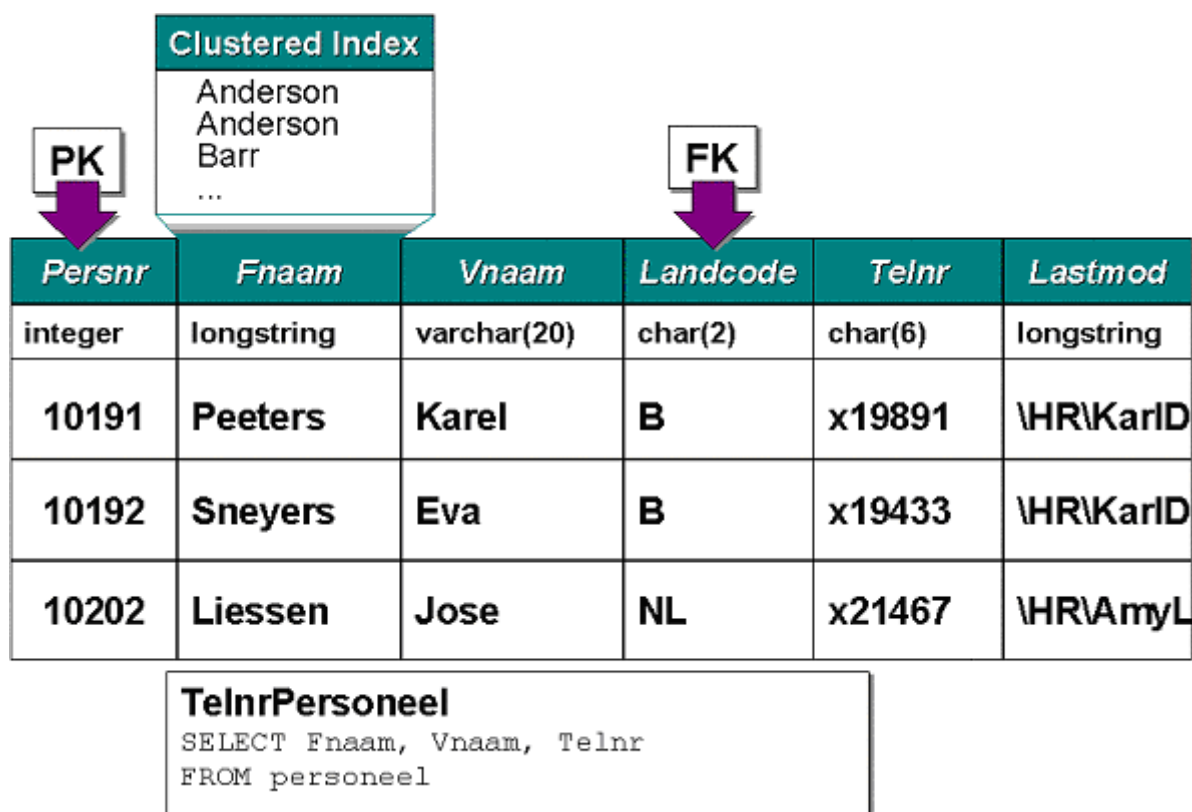 Clustered Index
Anderson
Anderson
Barr
...
PK
FK
Persnr Fnaam Vnaam Landcode Telnr Lastmod
integer longstring varchar(20) char(2) char(6) longstring
10191 Peeters Karel B x19891 \HR\KarlD
10192 Sneyers Eva B x19433 \HR\KarlD
10202 Liessen Jose NL x21467 \HR\AmyL
TelnrPersoneel
SELECT Fnaam, Vnaam, Telnr
FROM personeel